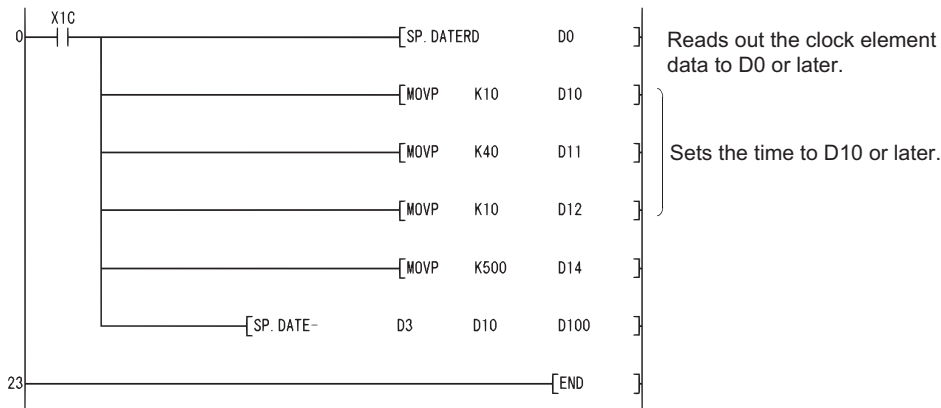 X1C
0 [SP. DATERD D0 ] Reads out the clock element
data to D0 or later.
[MOVP K10 D10 ]
[MOVP K40 D11 ] Sets the time to D10 or later.
[MOVP K10 D12 ]
[MOVP K500 D14 ]
[SP. DATE- D3 D10 D100 ]
23 [END ]